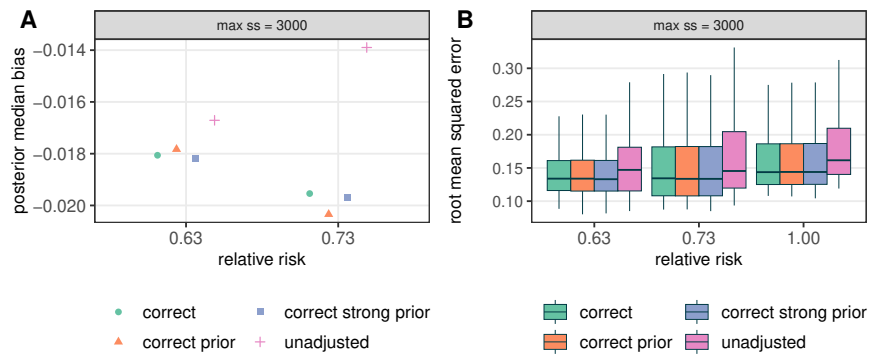 A
max ss = 3000
posterior median bias
−0.014
−0.016
−0.018
−0.020
0.63
0.73
relative risk
correct
correct strong prior
correct prior
unadjusted
B
max ss = 3000
root mean squared error
0.30
0.25
0.20
0.15
0.10
0.63
0.73
1.00
relative risk
correct
correct strong prior
correct prior
unadjusted